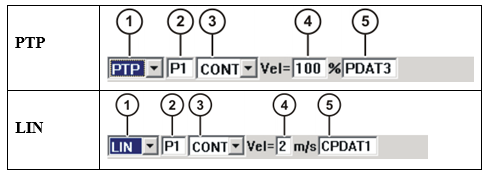 PTP
1 2 3 4 5
PTP P1 CONT Vel= 100 % PDAT3
LIN
1 2 3 4 5
LIN P1 CONT Vel= 2 m/s CPDAT1